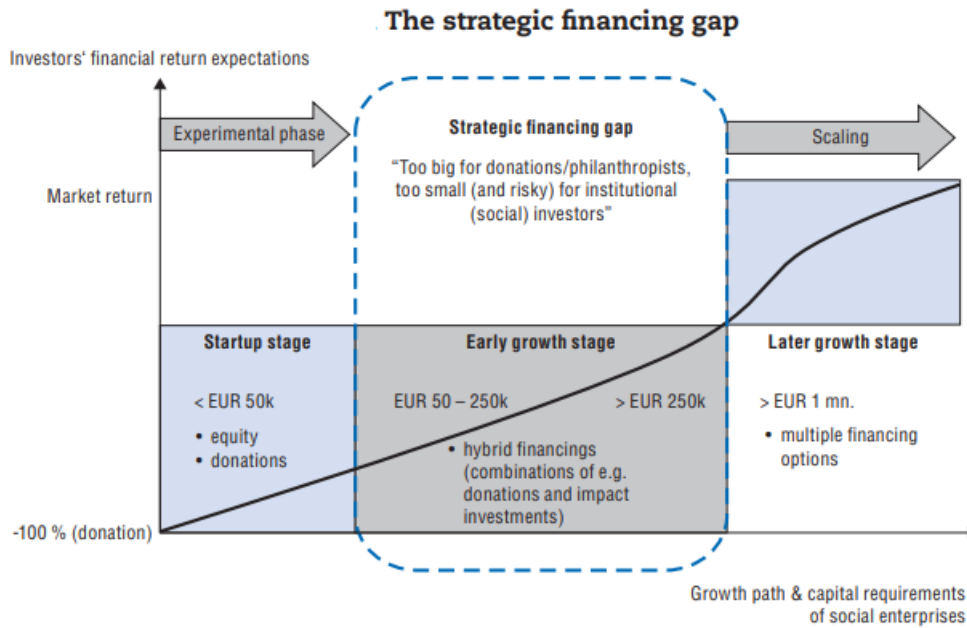 The strategic financing gap
Investors‘ financial return expectations
Experimental phase
Strategic financing gap
“Too big for donations/philanthropists,
too small (and risky) for institutional
(social) investors”
Scaling
Market return
Startup stage
< EUR 50k
• equity
• donations
Early growth stage
EUR 50 – 250k
> EUR 250k
• hybrid financings
(combinations of e.g.
donations and impact
investments)
Later growth stage
> EUR 1 mn.
• multiple financing
options
-100 % (donation)
Growth path & capital requirements
of social enterprises